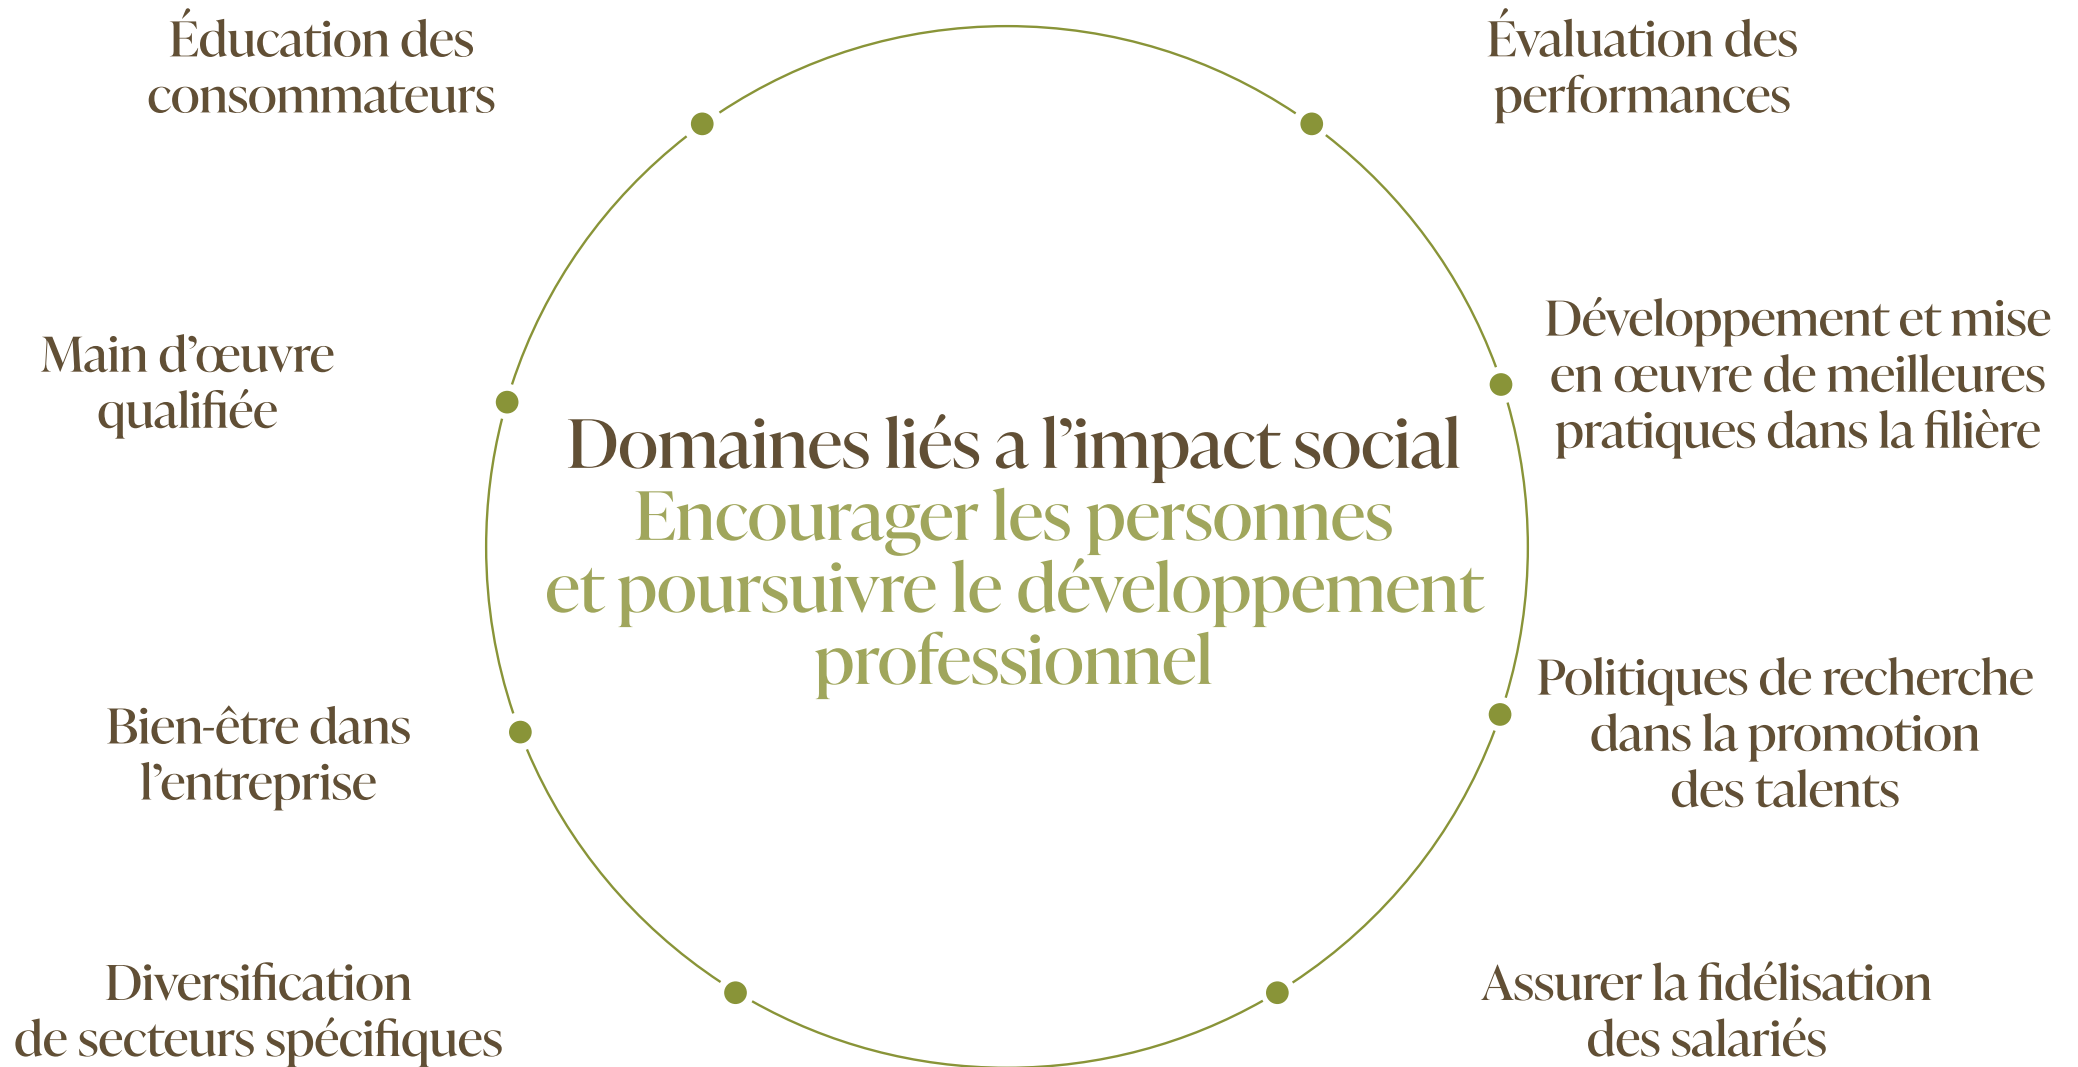 Éducation des
consommateurs
Évaluation des
performances
Main d’œuvre
qualifiée
Développement et mise
en œuvre de meilleures
pratiques dans la filière
Domaines liés a l’impact social
Encourager les personnes
et poursuivre le développement
professionnel
Bien-être dans
l’entreprise
Politiques de recherche
dans la promotion
des talents
Diversification
de secteurs spécifiques
Assurer la fidélisation
des salariés